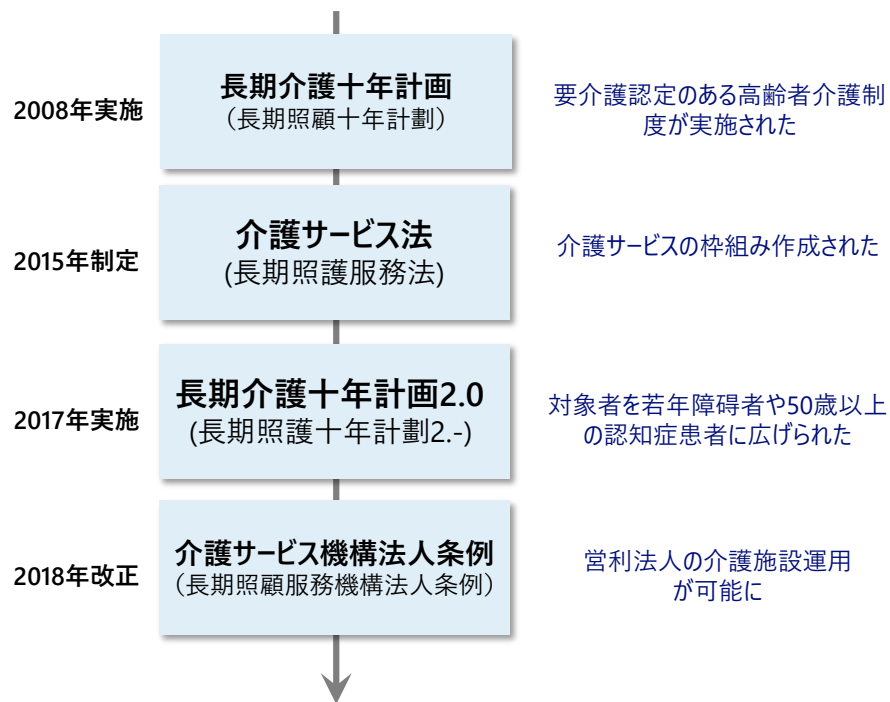 2008年実施
長期介護十年計画
（長期照顧十年計劃）
要介護認定のある高齢者介護制
度が実施された
2015年制定
介護サービス法
(長期照護服務法)
介護サービスの枠組み作成された
2017年実施
長期介護十年計画2.0
(長期照護十年計劃2.-)
対象者を若年障碍者や50歳以上
の認知症患者に広げられた
2018年改正
介護サービス機構法人条例
（長期照顧服務機構法人条例）
営利法人の介護施設運用
が可能に